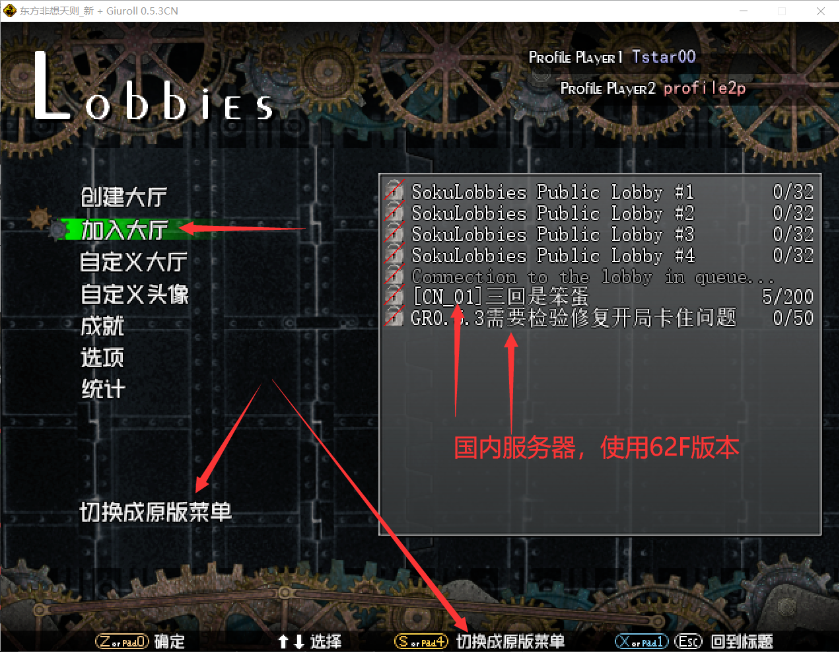 东方非想天则_新 + Giuroll 0.5.3CN
Profile Player1 Tstar00
Profile Player2 profile2p
Lobbies
创建大厅
加入大厅
自定义大厅
自定义头像
成就
选项
统计
切换成原版菜单
SokuLobbies Public Lobby #1 0/32
SokuLobbies Public Lobby #2 0/32
SokuLobbies Public Lobby #3 0/32
SokuLobbies Public Lobby #4 0/32
Connection to the lobby in queue...
[CN_01]三回是笨蛋 5/200
GR0.5.3需要检验修复开局卡住问题 0/50
国内服务器，使用62F版本
Z or Pad0 确定
↑↓ 选择
S or Pad4 切换成原版菜单
X or Pad1 Esc 回到标题